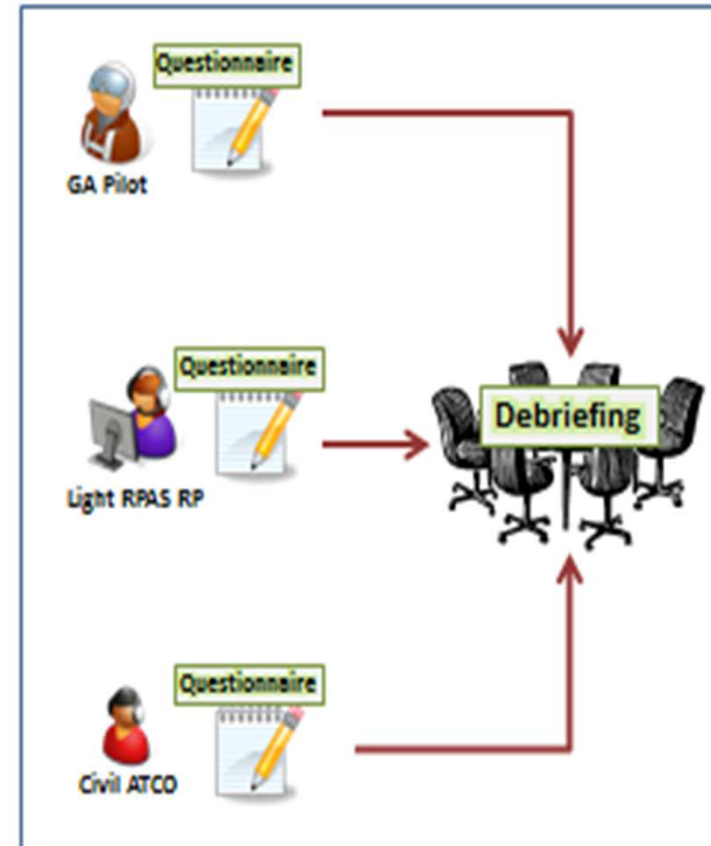 Questionnaire
GA Pilot
Questionnaire
Light RPAS RP
Debriefing
Questionnaire
Civil ATCO